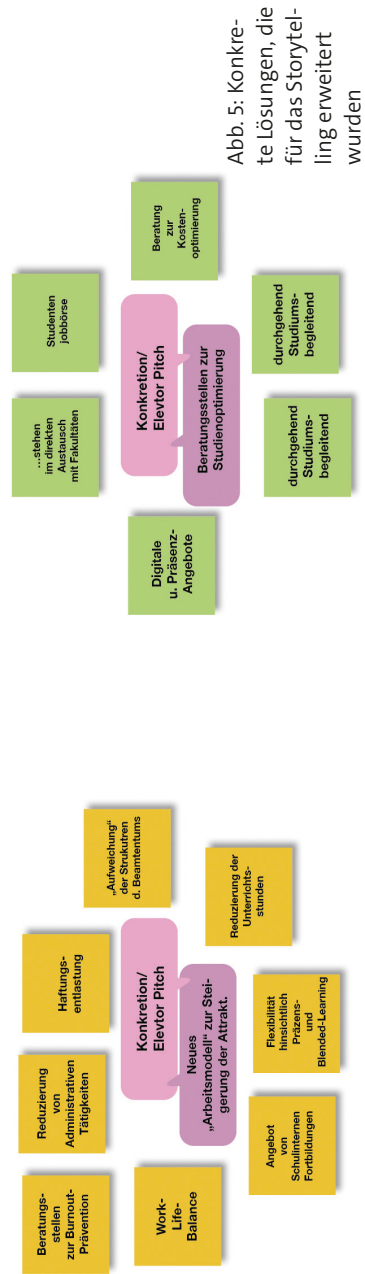 Beratungs-
stellen
zur Burnout-
Prävention
Reduzierung
von
Administrativen
Tätigkeiten
Haftungs-
entlastung
„Aufweichung“
der Strukutren
d. Beamtentums
Work-
Life-
Balance
Konkretion/
Elevtor Pitch
Neues
„Arbeitsmodell“ zur Stei-
gerung der Attrakt.
Reduzierung der
Unterrichts-
stunden
Angebot
von
Schulinternen
Fortbildungen
Flexibilität
hinsichtlich
Präzens-
und
Blended-Learning
...stehen
im direkten
Austausch
mit Fakultäten
Studenten
jobbörse
Beratung
zur
Kosten-
optimierung
Digitale
u. Präsenz-
Angebote
Konkretion/
Elevtor Pitch
Beratungsstellen zur
Studienoptimierung
durchgehend
Studiums-
begleitend
durchgehend
Studiums-
begleitend
Abb. 5: Konkre-
te Lösungen, die
für das Storytel-
ling erweitert
wurden